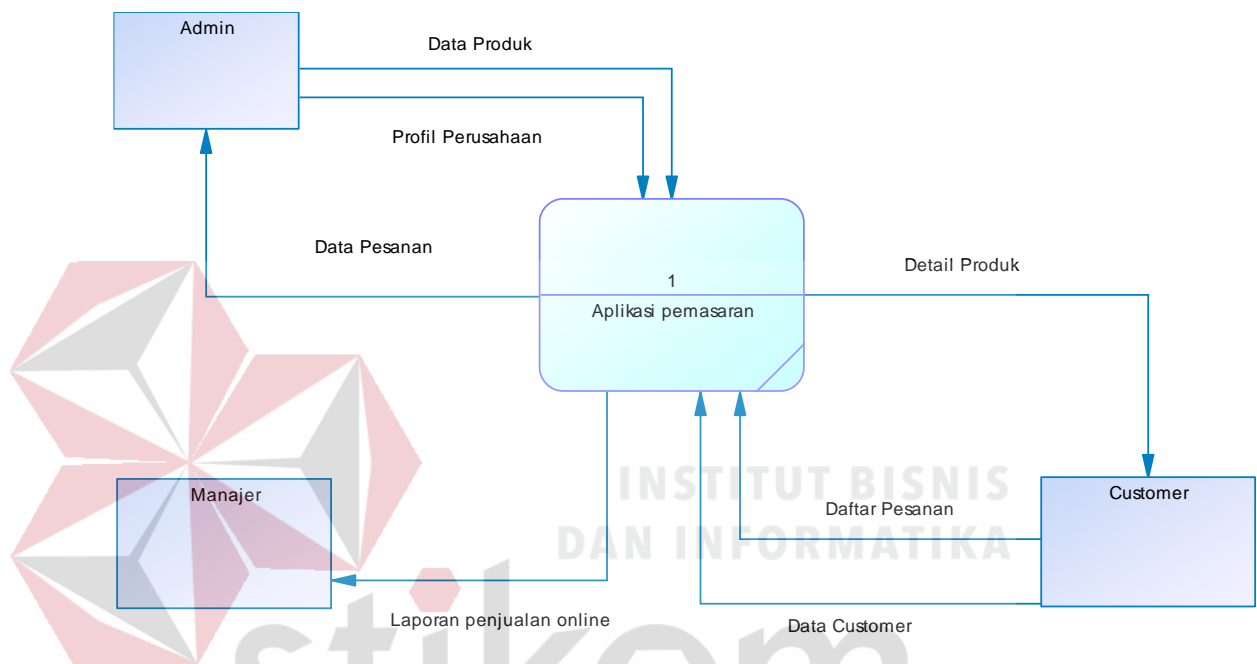 Admin
Data Produk
Profil Perusahaan
Data Pesanan
Detail Produk
1
Aplikasi pemasaran
INSTITUT BISNIS
DAN INFORMATIKA
Manajer
Customer
Daftar Pesanan
Laporan penjualan online
Data Customer
stikom